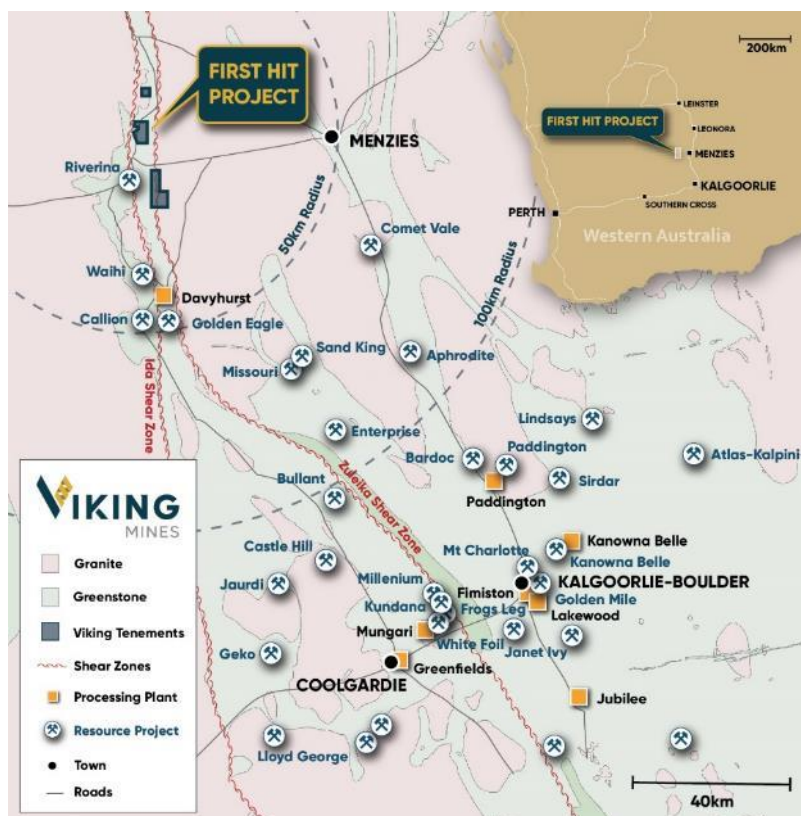 FIRST HIT
PROJECT
200km
LEINSTER
LEONORA
FIRST HIT PROJECT
MENZIES
KALGOORLIE
PERTH
SOUTHERN CROSS
Western Australia
MENZIES
Riverina
50km Radius
Comet Vale
100km Radius
Waihi
Davyhurst
Callion
Golden Eagle
Ida Shear Zone
Sand King
Missouri
Aphrodite
Enterprise
Lindsays
Bardoc
Paddington
Atlas-Kalpini
Sirdar
Paddington
Bullant
Zuleika Shear Zone
Castle Hill
Kanowna Belle
Mt Charlotte
Kanowna Belle
Jaurdi
Millenium
Fimiston
KALGOORLIE-BOULDER
Kundana
Frogs Leg
Golden Mile
Lakewood
Mungari
White Foil
Janet Ivy
Geko
Greenfields
COOLGARDIE
Jubilee
Lloyd George
40km
VIKING
MINES
Granite
Greenstone
Viking Tenements
Shear Zones
Processing Plant
Resource Project
Town
Roads